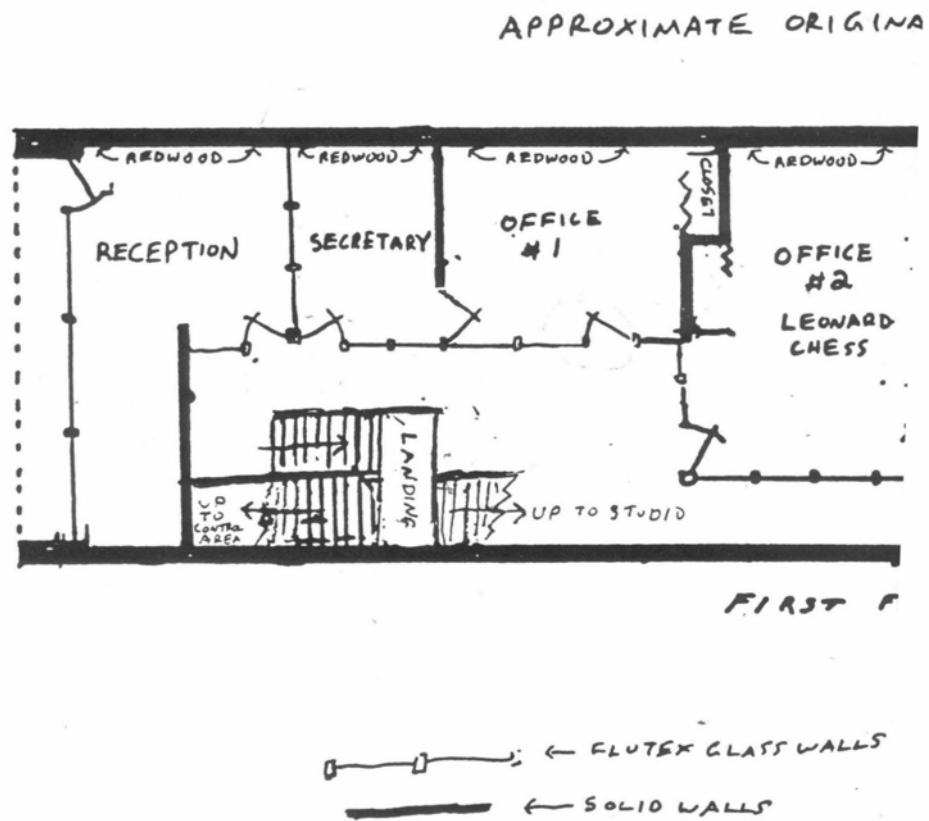 APPROXIMATE ORIGINA
REDWOOD
REDWOOD
REDWOOD
REDWOOD
CLOSET
RECEPTION
SECRETARY
OFFICE
#1
OFFICE
#2
LEONARD
CHESS
LANDING
UP
TO
CONTROL
AREA
UP TO STUDIO
FIRST F
FLUTEX GLASS WALLS
SOLID WALLS